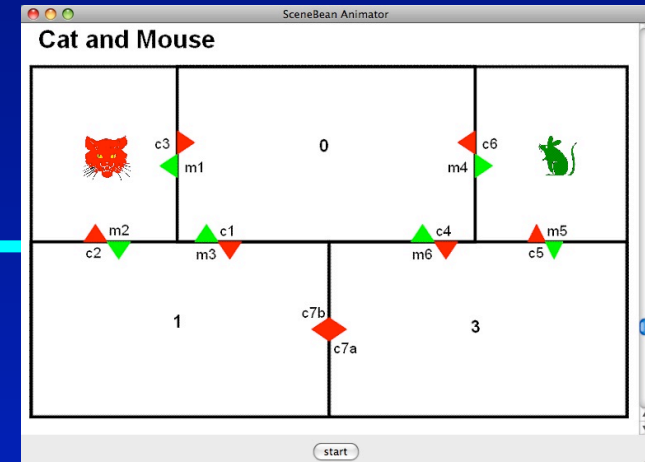 SceneBean Animator
Cat and Mouse
0
c3
c6
m1
m4
m2
c1
c4
m5
c2
m3
m6
c5
c7b
1
3
c7a
start